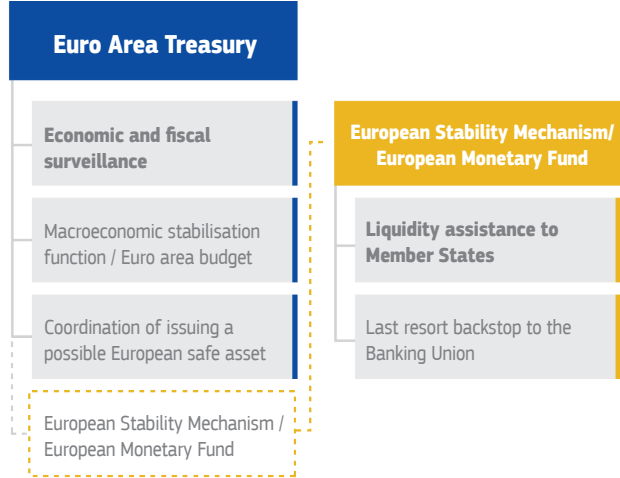 Euro Area Treasury
Economic and fiscal
surveillance
Macroeconomic stabilisation
function / Euro area budget
Coordination of issuing a
possible European safe asset
European Stability Mechanism /
European Monetary Fund
European Stability Mechanism/
European Monetary Fund
Liquidity assistance to
Member States
Last resort backstop to the
Banking Union